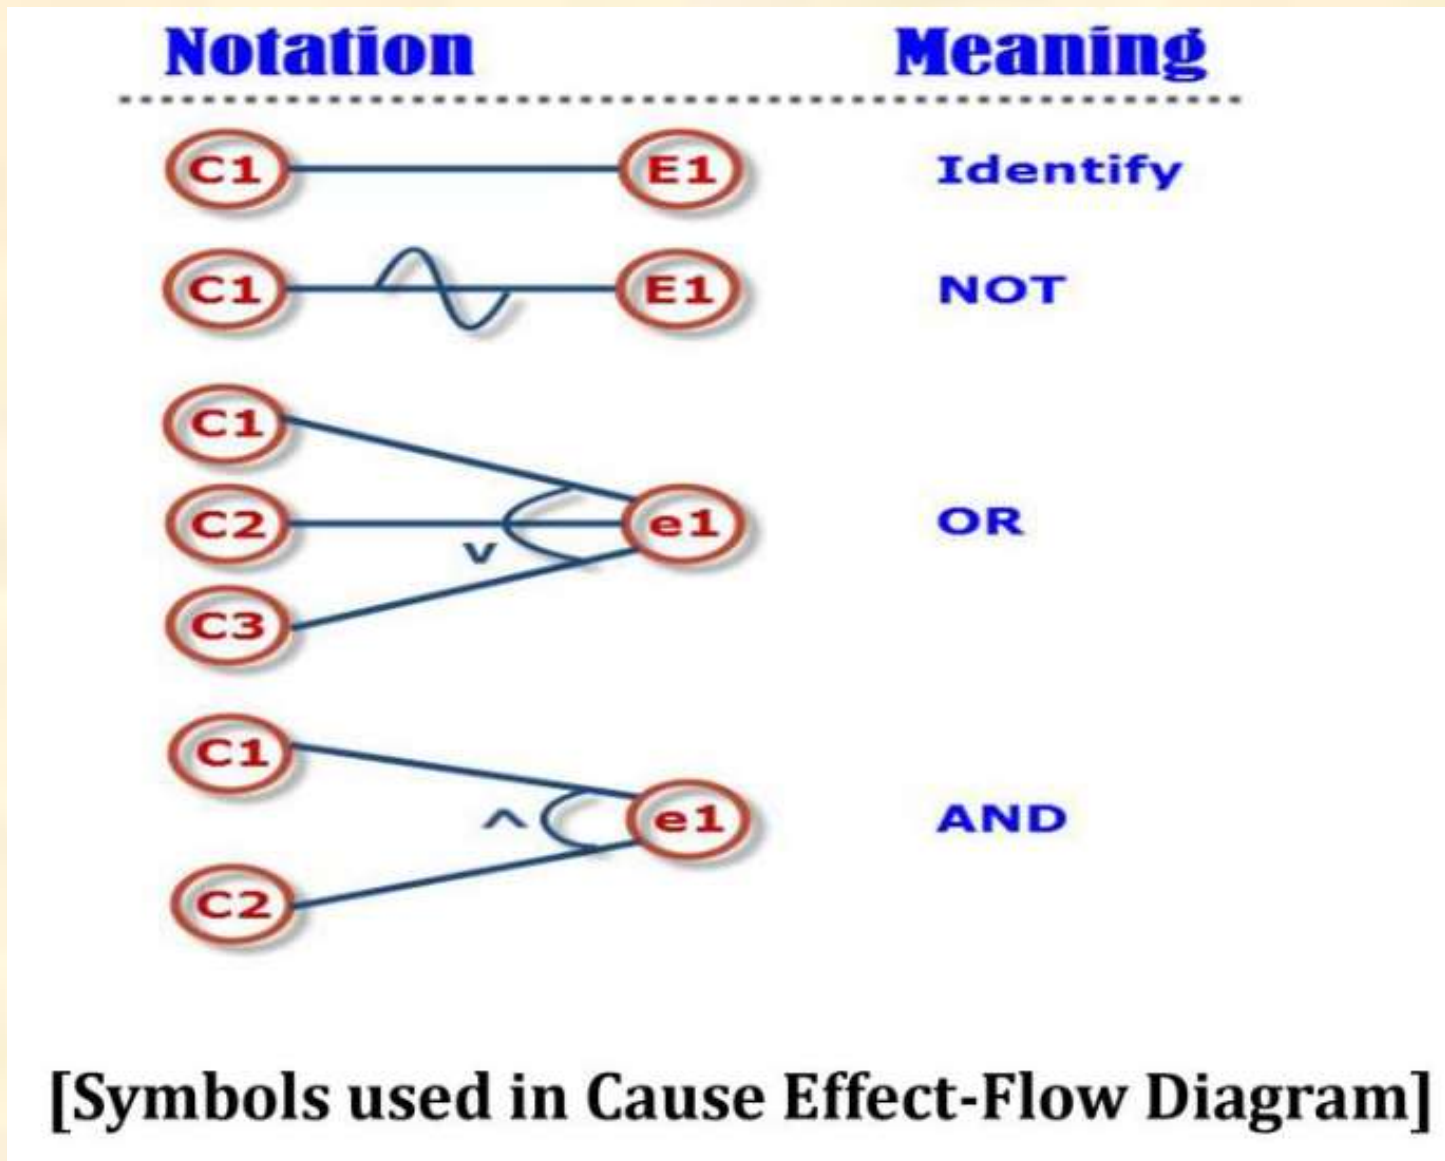 Notation Meaning
C1 E1 Identify
C1 E1 NOT
C1
C2 e1 OR
v
C3
C1
^ e1 AND
C2
[Symbols used in Cause Effect-Flow Diagram]